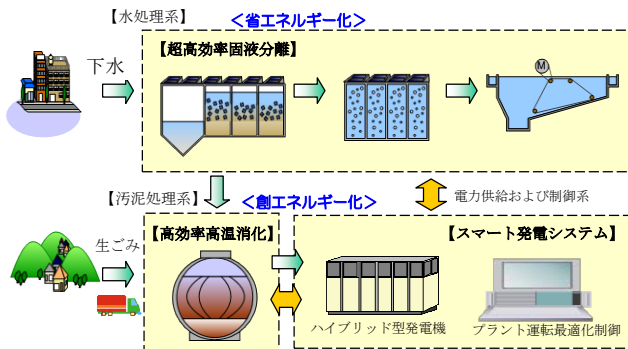 【水処理系】
＜省エネルギー化＞
【超高効率固液分離】
下水
M
【汚泥処理系】
＜創エネルギー化＞
電力供給および制御系
生ごみ
【高効率高温消化】
【スマート発電システム】
ハイブリッド型発電機
プラント運転最適化制御